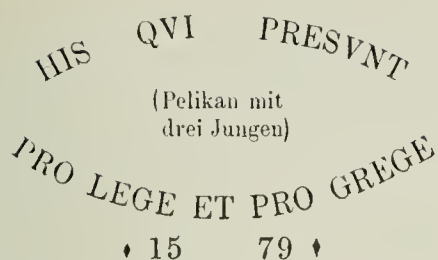 HIS QVI PRESVNT
(Pelikan mit
drei Jungen)
PRO LEGE ET PRO GREGE
♦ 15 79 ♦